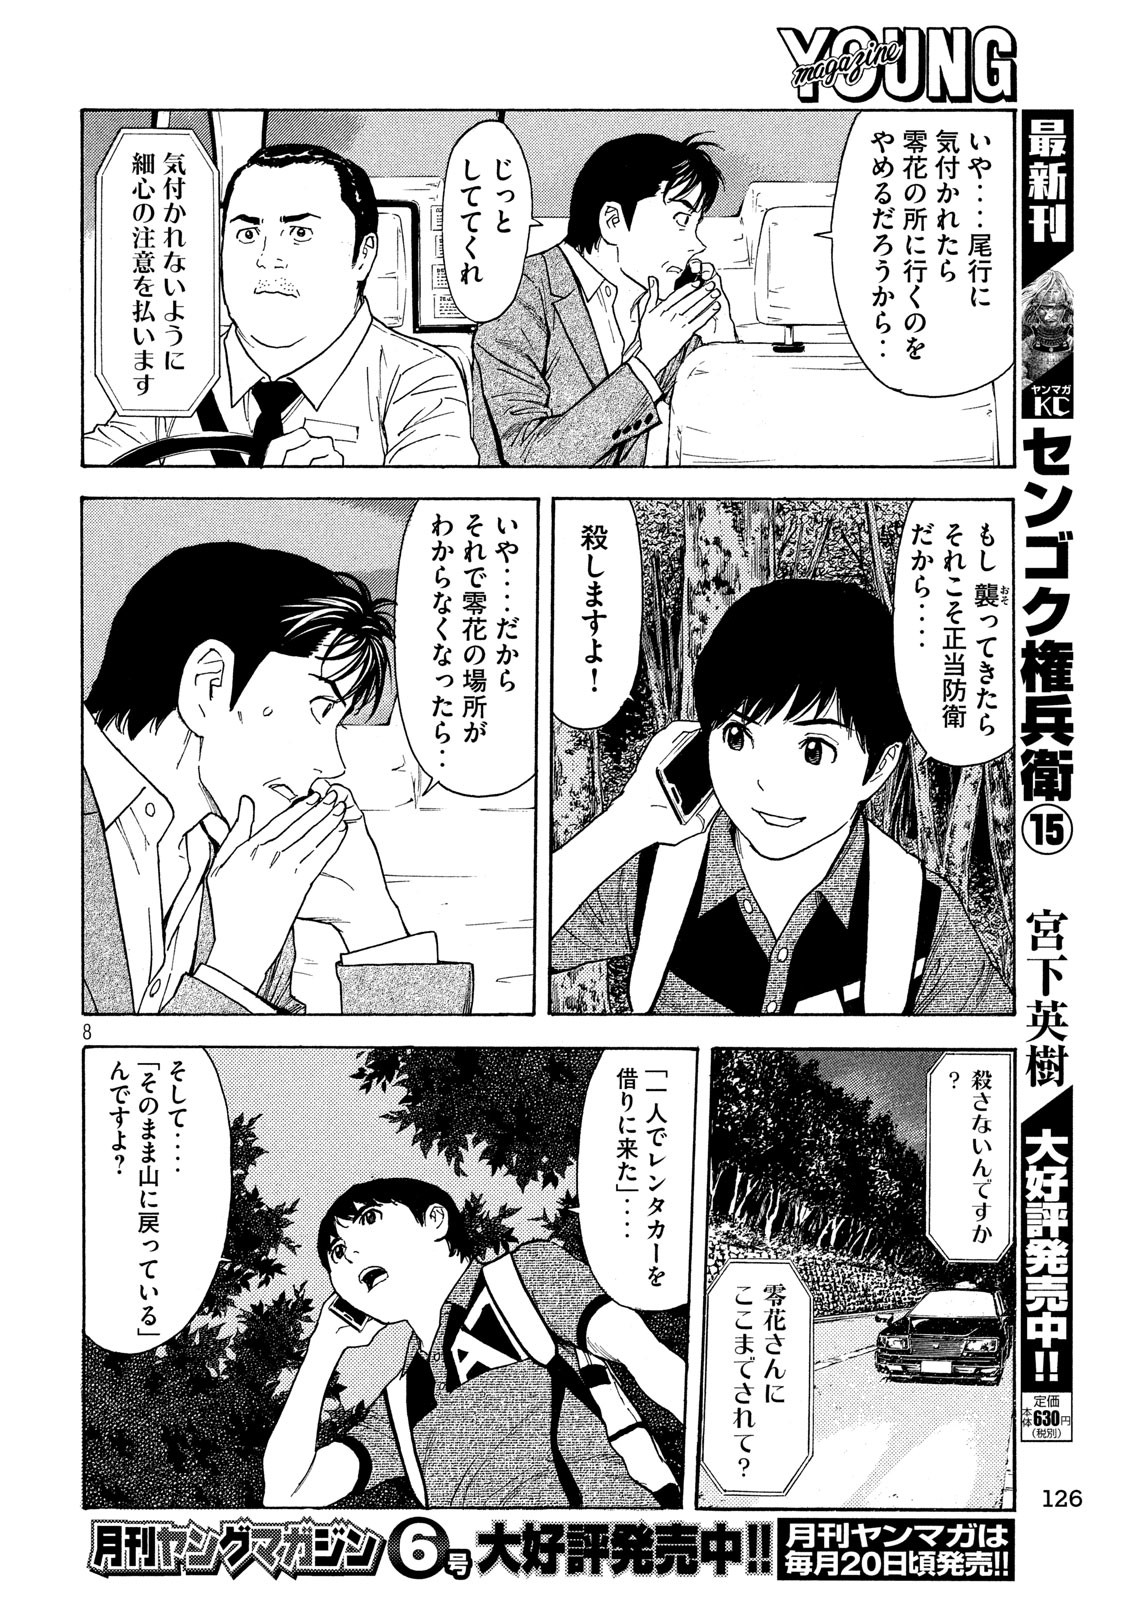 YOUNG
magazine
いや‥‥尾行に
気付かれたら
零花の所に行くのを
やめるだろうから‥
じっと
しててくれ
気付かれないように
細心の注意を払います
もし襲ってきたら
おそ
それこそ正当防衛
だから‥‥
殺しますよ！
いや‥‥だから
それで零花の場所が
わからなくなったら‥
8
殺さないんですか
？
零花さんに
ここまでされて？
「一人でレンタカーを
借りに来た」‥‥
そして‥‥
「そのまま山に戻っている」
んですよ？
最新刊
ヤンマガ
KC
センゴク権兵衛⑮
宮下英樹
大好評発売中!!
定価
本体630円
(税別)
126
月刊ヤングマガジン6号大好評発売中!!
月刊ヤンマガは
毎月20日頃発売!!